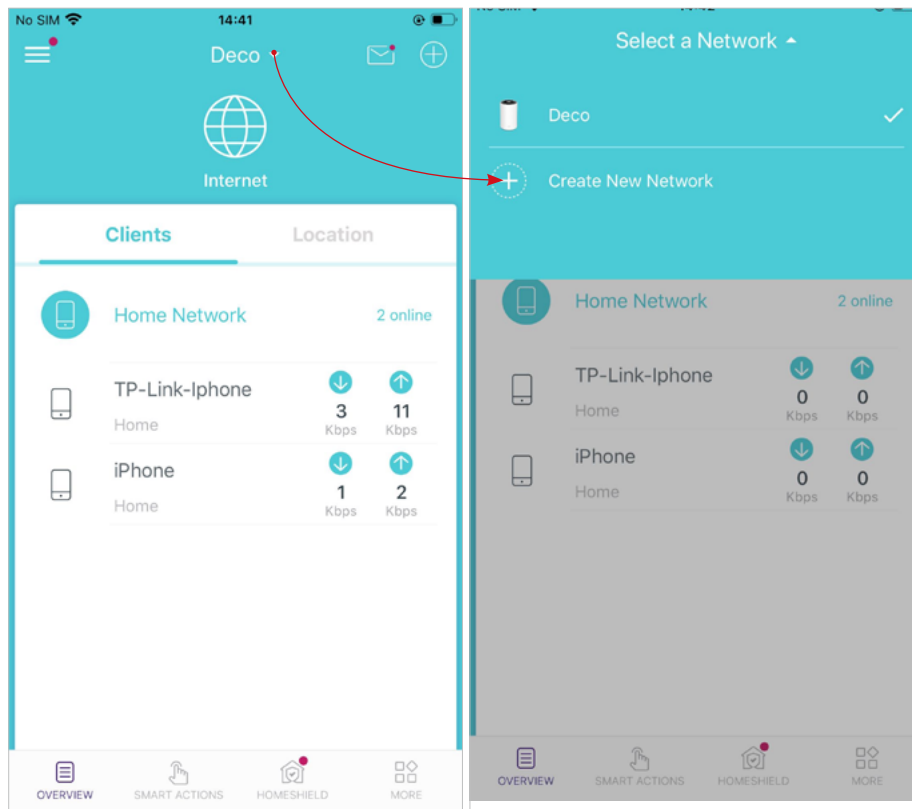 No SIM 14:41
Deco
Internet
Clients Location
Home Network 2 online
TP-Link-Iphone
Home
3 11
Kbps Kbps
iPhone
Home
1 2
Kbps Kbps
OVERVIEW SMART ACTIONS HOMESHIELD MORE
Select a Network
Deco
Create New Network
Home Network 2 online
TP-Link-Iphone
Home
0 0
Kbps Kbps
iPhone
Home
0 0
Kbps Kbps
OVERVIEW SMART ACTIONS HOMESHIELD MORE